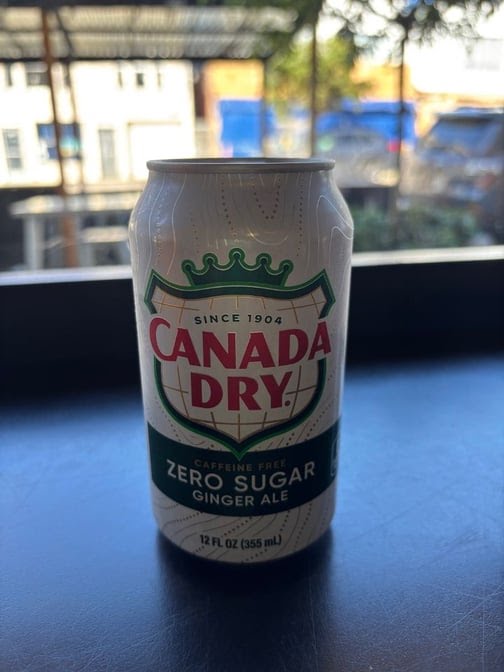 SINCE 1904
CANADA
DRY.
CAFFEINE FREE
ZERO SUGAR
GINGER ALE
12 FL OZ (355 mL)